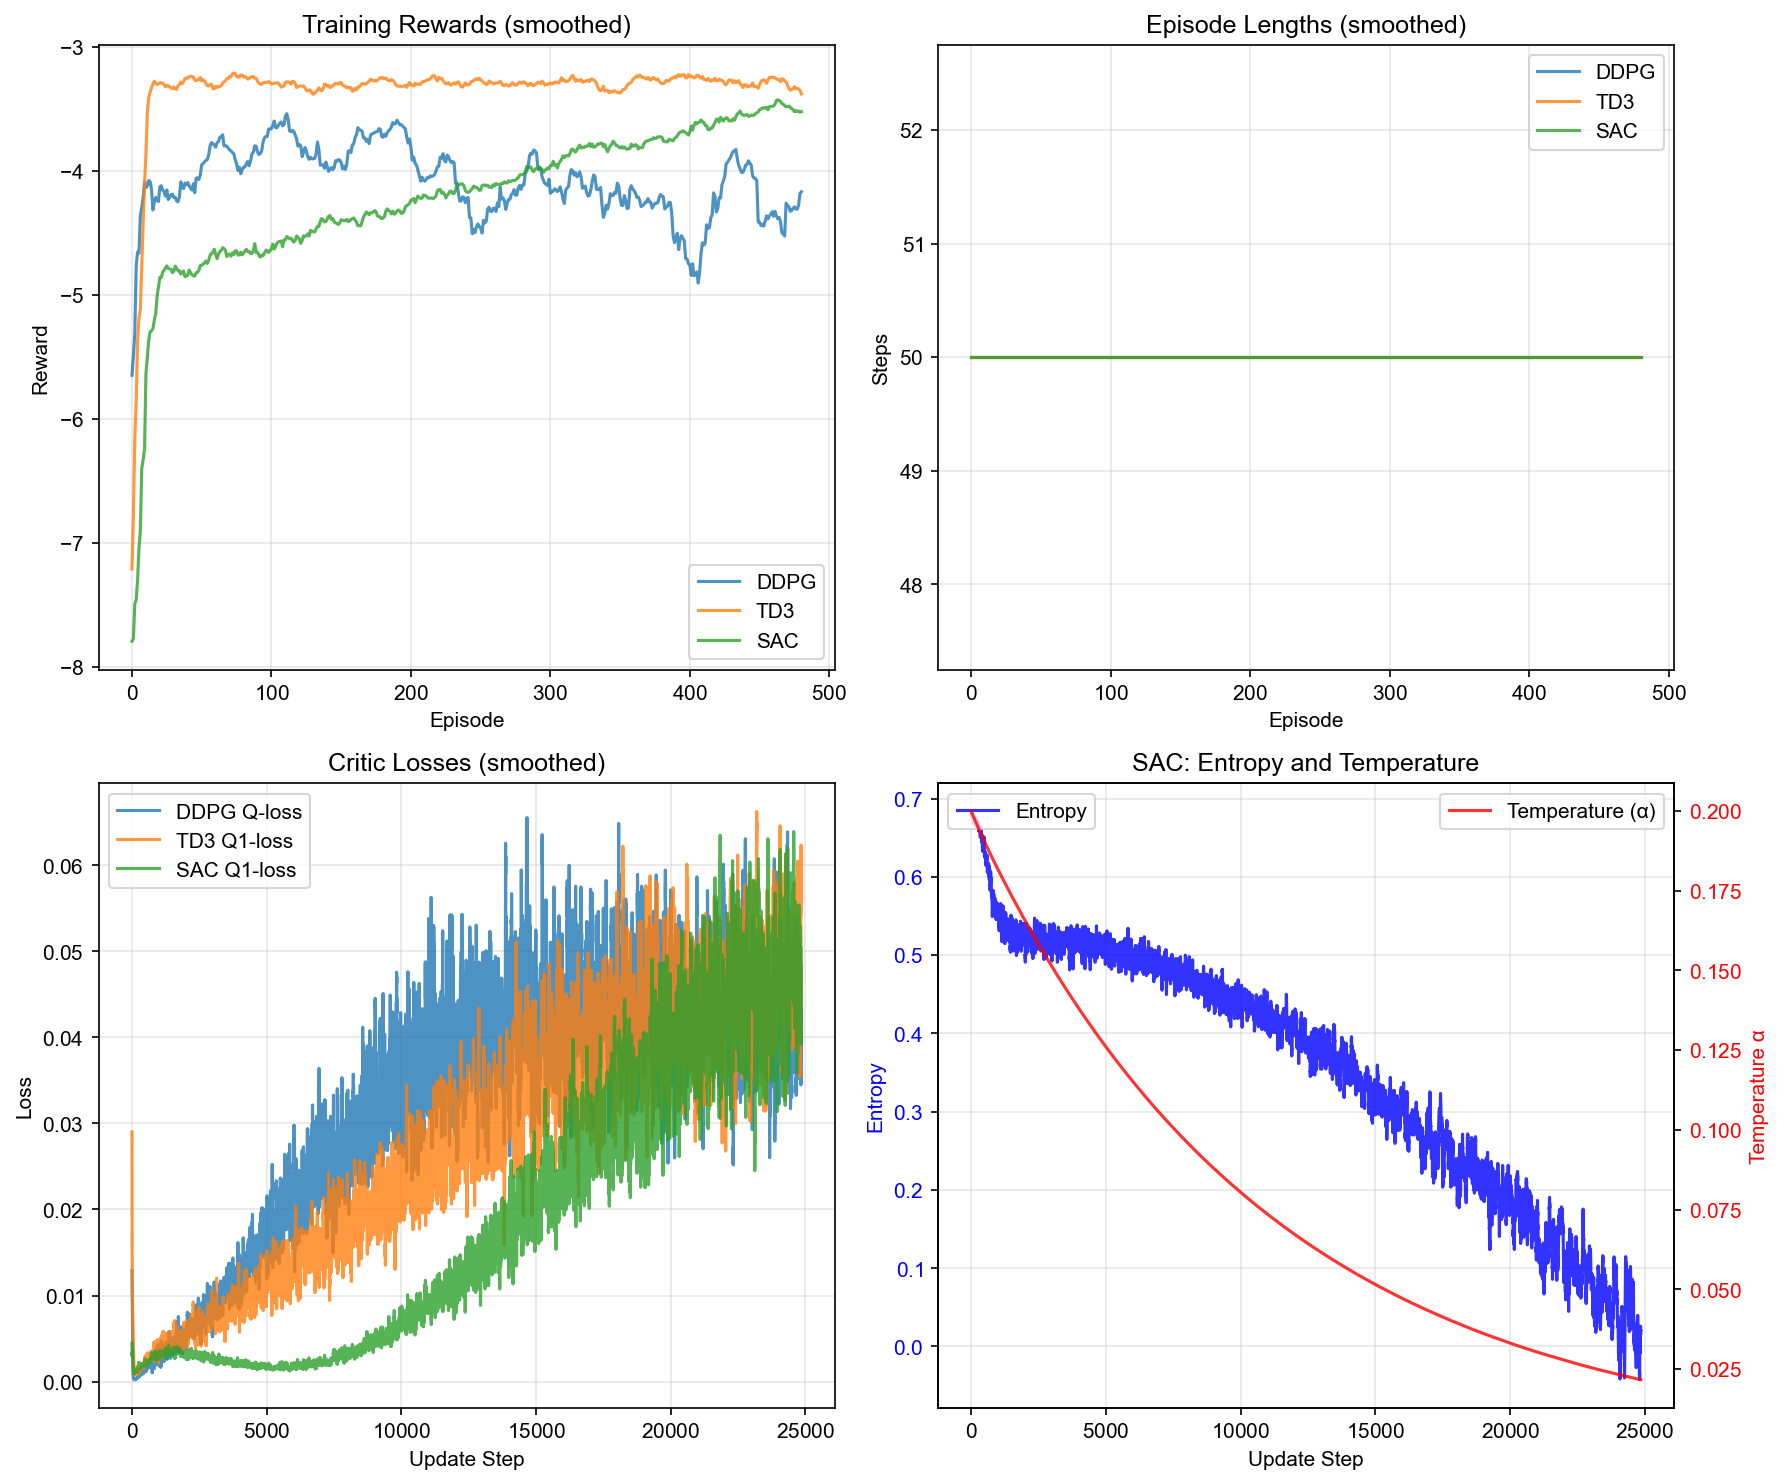 Training Rewards (smoothed)
−3
−4
−5
−6
−7
−8
Reward
DDPG
TD3
SAC
0
100
200
300
400
500
Episode
Episode Lengths (smoothed)
52
51
50
49
48
Steps
DDPG
TD3
SAC
0
100
200
300
400
500
Episode
Critic Losses (smoothed)
DDPG Q-loss
TD3 Q1-loss
SAC Q1-loss
0.06
0.05
0.04
0.03
0.02
0.01
0.00
Loss
0
5000
10000
15000
20000
25000
Update Step
SAC: Entropy and Temperature
Entropy
Temperature (α)
0.7
0.6
0.5
0.4
0.3
0.2
0.1
0.0
Entropy
0.200
0.175
0.150
0.125
0.100
0.075
0.050
0.025
Temperature α
0
5000
10000
15000
20000
25000
Update Step